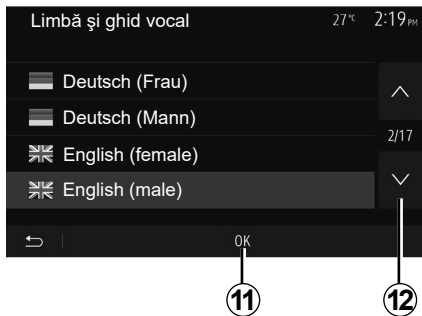 Limbă şi ghid vocal 27°C 2:19PM
Deutsch (Frau)
Deutsch (Mann)
2/17
English (female)
English (male)
OK
11 12